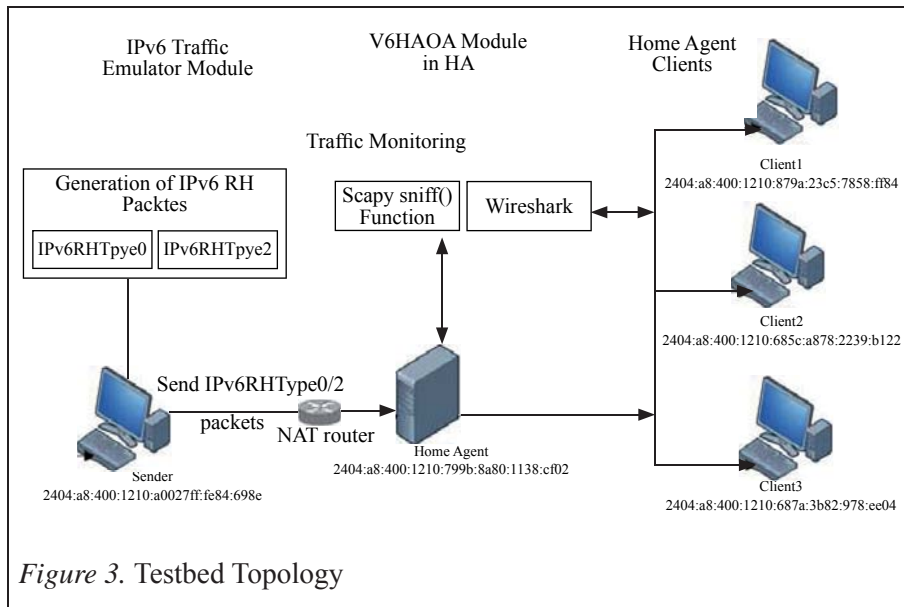 IPv6 Traffic
Emulator Module
V6HAOA Module
in HA
Home Agent
Clients
Traffic Monitoring
Generation of IPv6 RH
Packtes
IPv6RHTpye0
IPv6RHTpye2
Scapy sniff()
Function
Wireshark
Client1
2404:a8:400:1210:879a:23c5:7858:ff84
Client2
2404:a8:400:1210:685c:a878:2239:b122
Send IPv6RHType0/2
packets
NAT router
Sender
2404:a8:400:1210:a0027ff:fe84:698e
Home Agent
2404:a8:400:1210:799b:8a80:1138:cf02
Client3
2404:a8:400:1210:687a:3b82:978:ee04
Figure 3. Testbed Topology